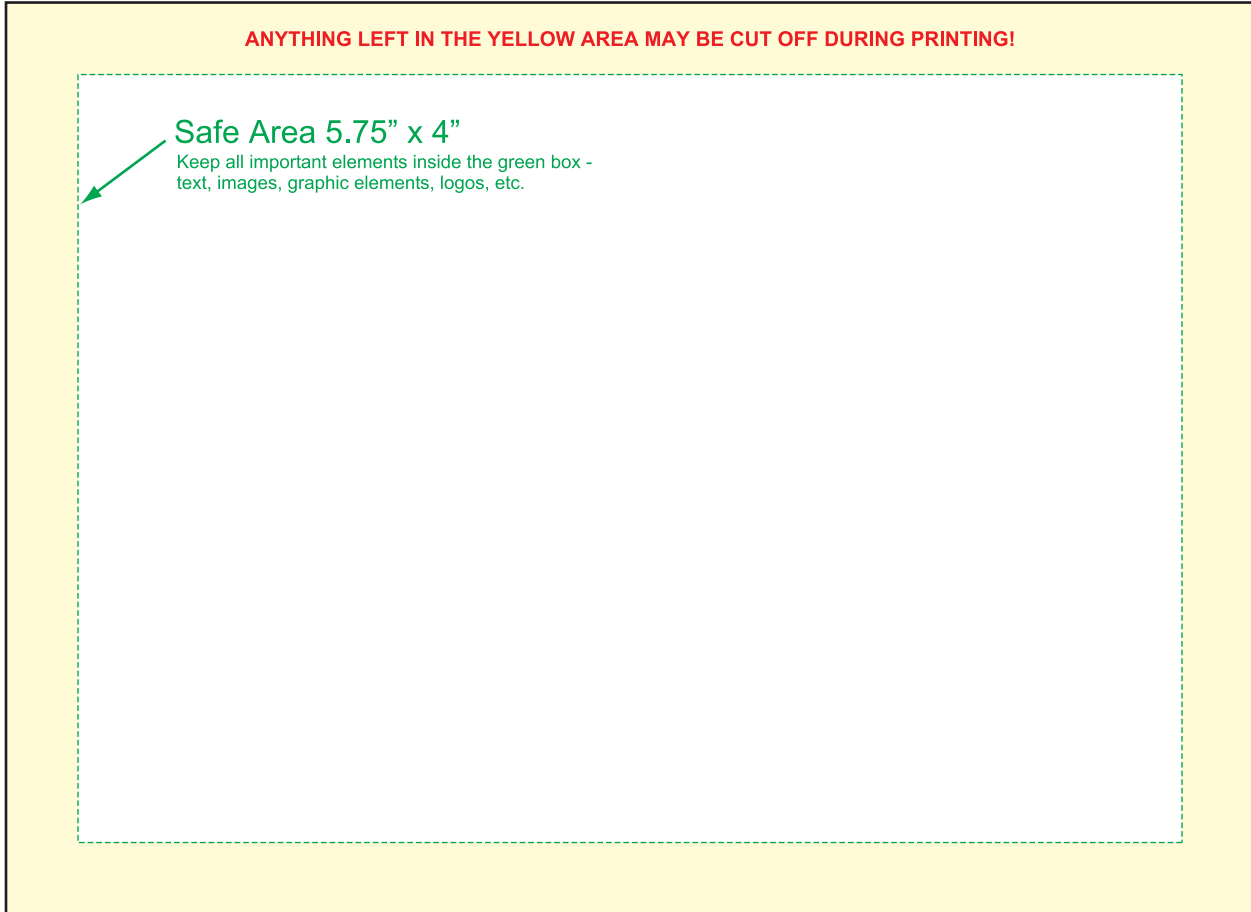 ANYTHING LEFT IN THE YELLOW AREA MAY BE CUT OFF DURING PRINTING!
Safe Area 5.75” x 4”
Keep all important elements inside the green box -
text, images, graphic elements, logos, etc.